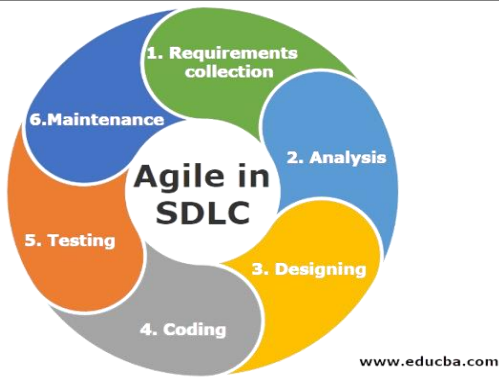 1. Requirements
collection
2. Analysis
3. Designing
4. Coding
5. Testing
6.Maintenance
Agile in
SDLC
www.educba.com